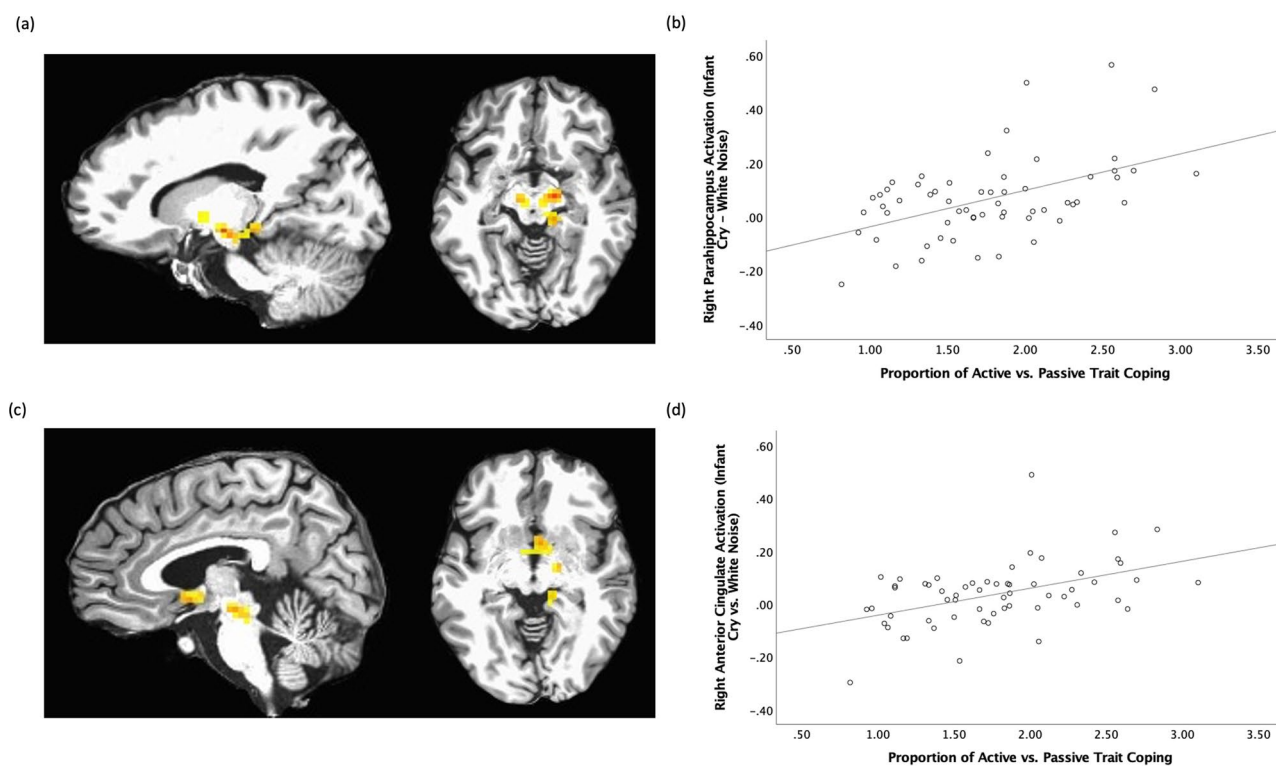 (a)
(b)
Right Parahippocampus Activation (Infant
Cry – White Noise)
.60
.40
.20
.00
-.20
-.40
.50 1.00 1.50 2.00 2.50 3.00 3.50
Proportion of Active vs. Passive Trait Coping
(c)
(d)
Right Anterior Cingulate Activation (Infant
Cry vs. White Noise)
.60
.40
.20
.00
-.20
-.40
.50 1.00 1.50 2.00 2.50 3.00 3.50
Proportion of Active vs. Passive Trait Coping